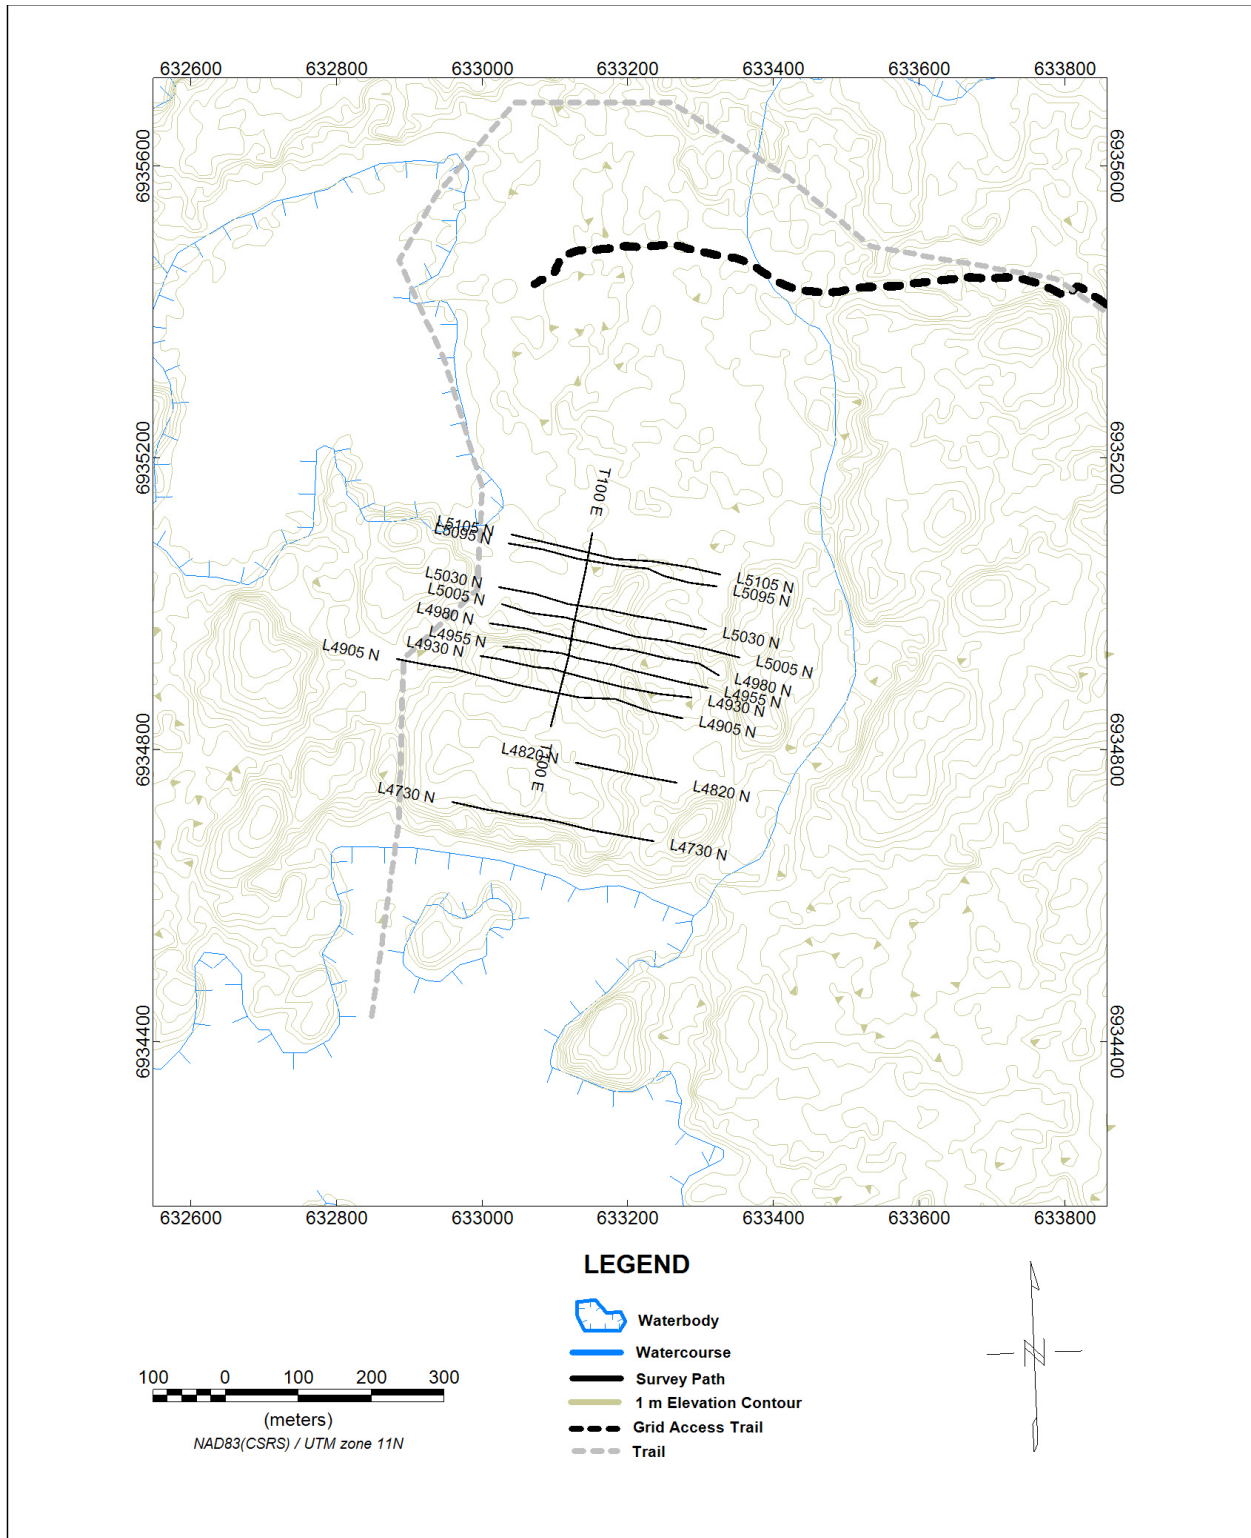 632600 632800 633000 633200 633400 633600 633800
6935600 6935600
6935200 6935200
T100 E
L5105 N
L5095 N
L5105 N
L5095 N
L5030 N
L5005 N
L5030 N
L4980 N
L4955 N
L4930 N
L4905 N
L5005 N
L4980 N
L4955 N
L4930 N
L4905 N
6934800 6934800
L4820 N
T100 E
L4820 N
L4730 N
L4730 N
6934400 6934400
632600 632800 633000 633200 633400 633600 633800
LEGEND
Waterbody
Watercourse
Survey Path
1 m Elevation Contour
Grid Access Trail
Trail
100 0 100 200 300
(meters)
NAD83(CSRS) / UTM zone 11N
N